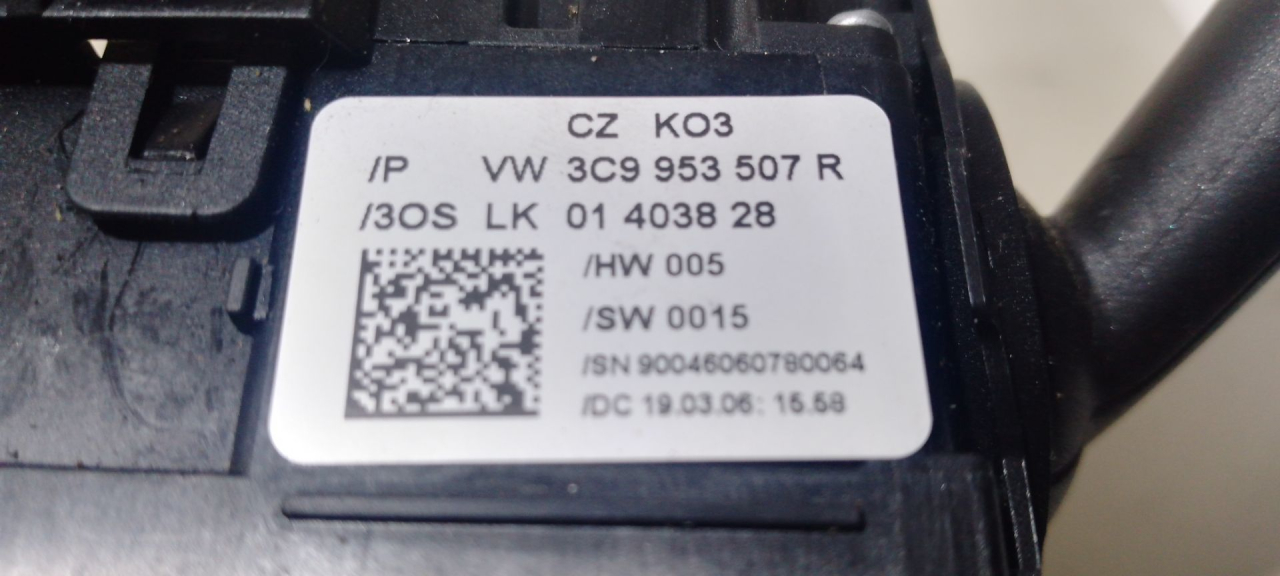 CZ KO3
/P VW 3C9 953 507 R
/3OS LK 01 4038 28
/HW 005
/SW 0015
/SN 90046060780064
/DC 19.03.06: 15.58